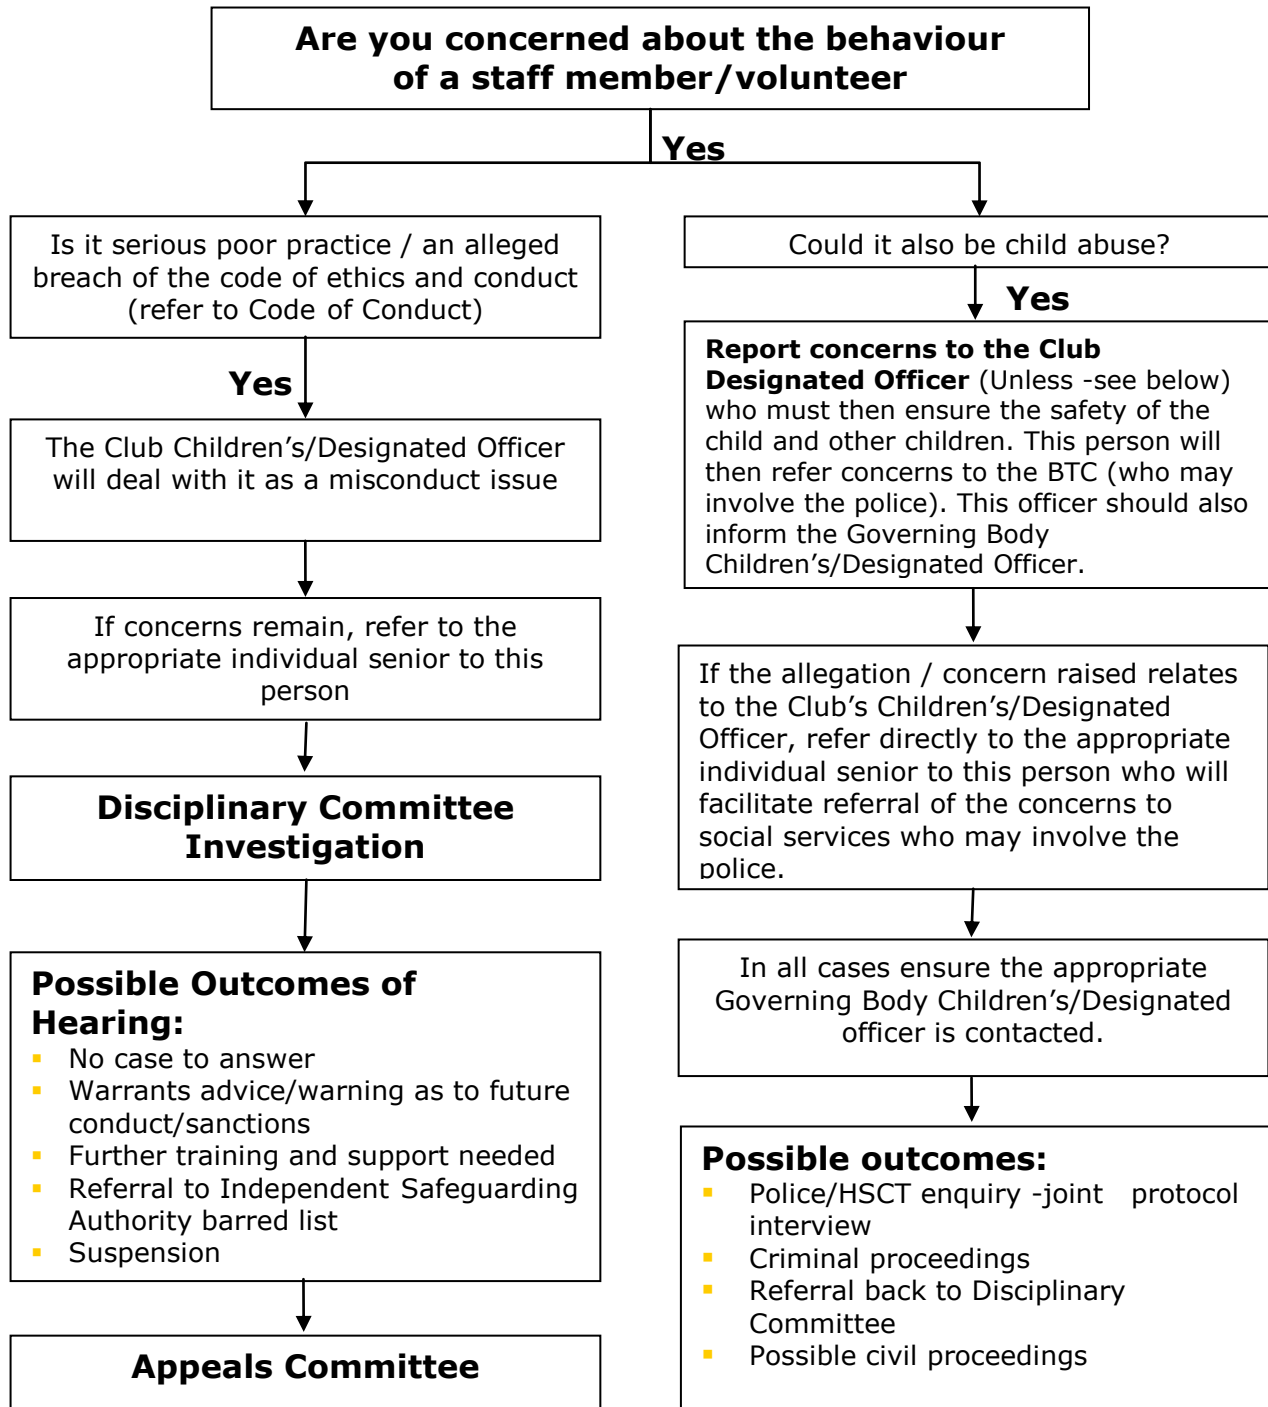 Are you concerned about the behaviour
of a staff member/volunteer
Yes
Is it serious poor practice / an alleged
breach of the code of ethics and conduct
(refer to Code of Conduct)
Yes
The Club Children’s/Designated Officer
will deal with it as a misconduct issue
If concerns remain, refer to the
appropriate individual senior to this
person
Disciplinary Committee
Investigation
Possible Outcomes of
Hearing:
▪ No case to answer
▪ Warrants advice/warning as to future
conduct/sanctions
▪ Further training and support needed
▪ Referral to Independent Safeguarding
Authority barred list
▪ Suspension
Appeals Committee
Could it also be child abuse?
Yes
Report concerns to the Club
Designated Officer (Unless -see below)
who must then ensure the safety of the
child and other children. This person will
then refer concerns to the BTC (who may
involve the police). This officer should also
inform the Governing Body
Children’s/Designated Officer.
If the allegation / concern raised relates
to the Club’s Children’s/Designated
Officer, refer directly to the appropriate
individual senior to this person who will
facilitate referral of the concerns to
social services who may involve the
police.
In all cases ensure the appropriate
Governing Body Children’s/Designated
officer is contacted.
Possible outcomes:
▪ Police/HSCT enquiry -joint protocol
interview
▪ Criminal proceedings
▪ Referral back to Disciplinary
Committee
▪ Possible civil proceedings